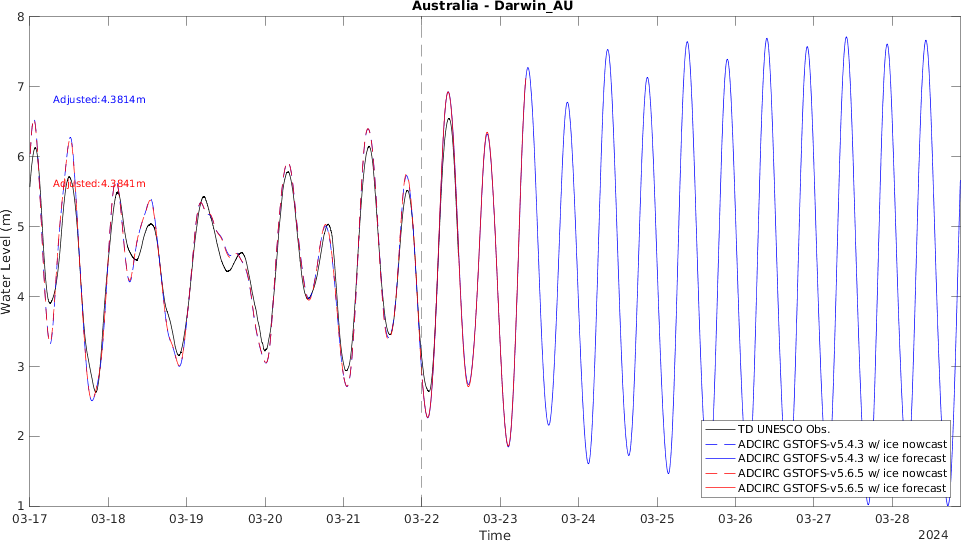 Australia - Darwin_AU
8
7
6
5
4
3
2
1
Water Level (m)
Adjusted:4.3814m
Adjusted:4.3841m
TD UNESCO Obs.
ADCIRC GSTOFS-v5.4.3 w/ ice nowcast
ADCIRC GSTOFS-v5.4.3 w/ ice forecast
ADCIRC GSTOFS-v5.6.5 w/ ice nowcast
ADCIRC GSTOFS-v5.6.5 w/ ice forecast
03-17 03-18 03-19 03-20 03-21 03-22 03-23 03-24 03-25 03-26 03-27 03-28
Time
2024